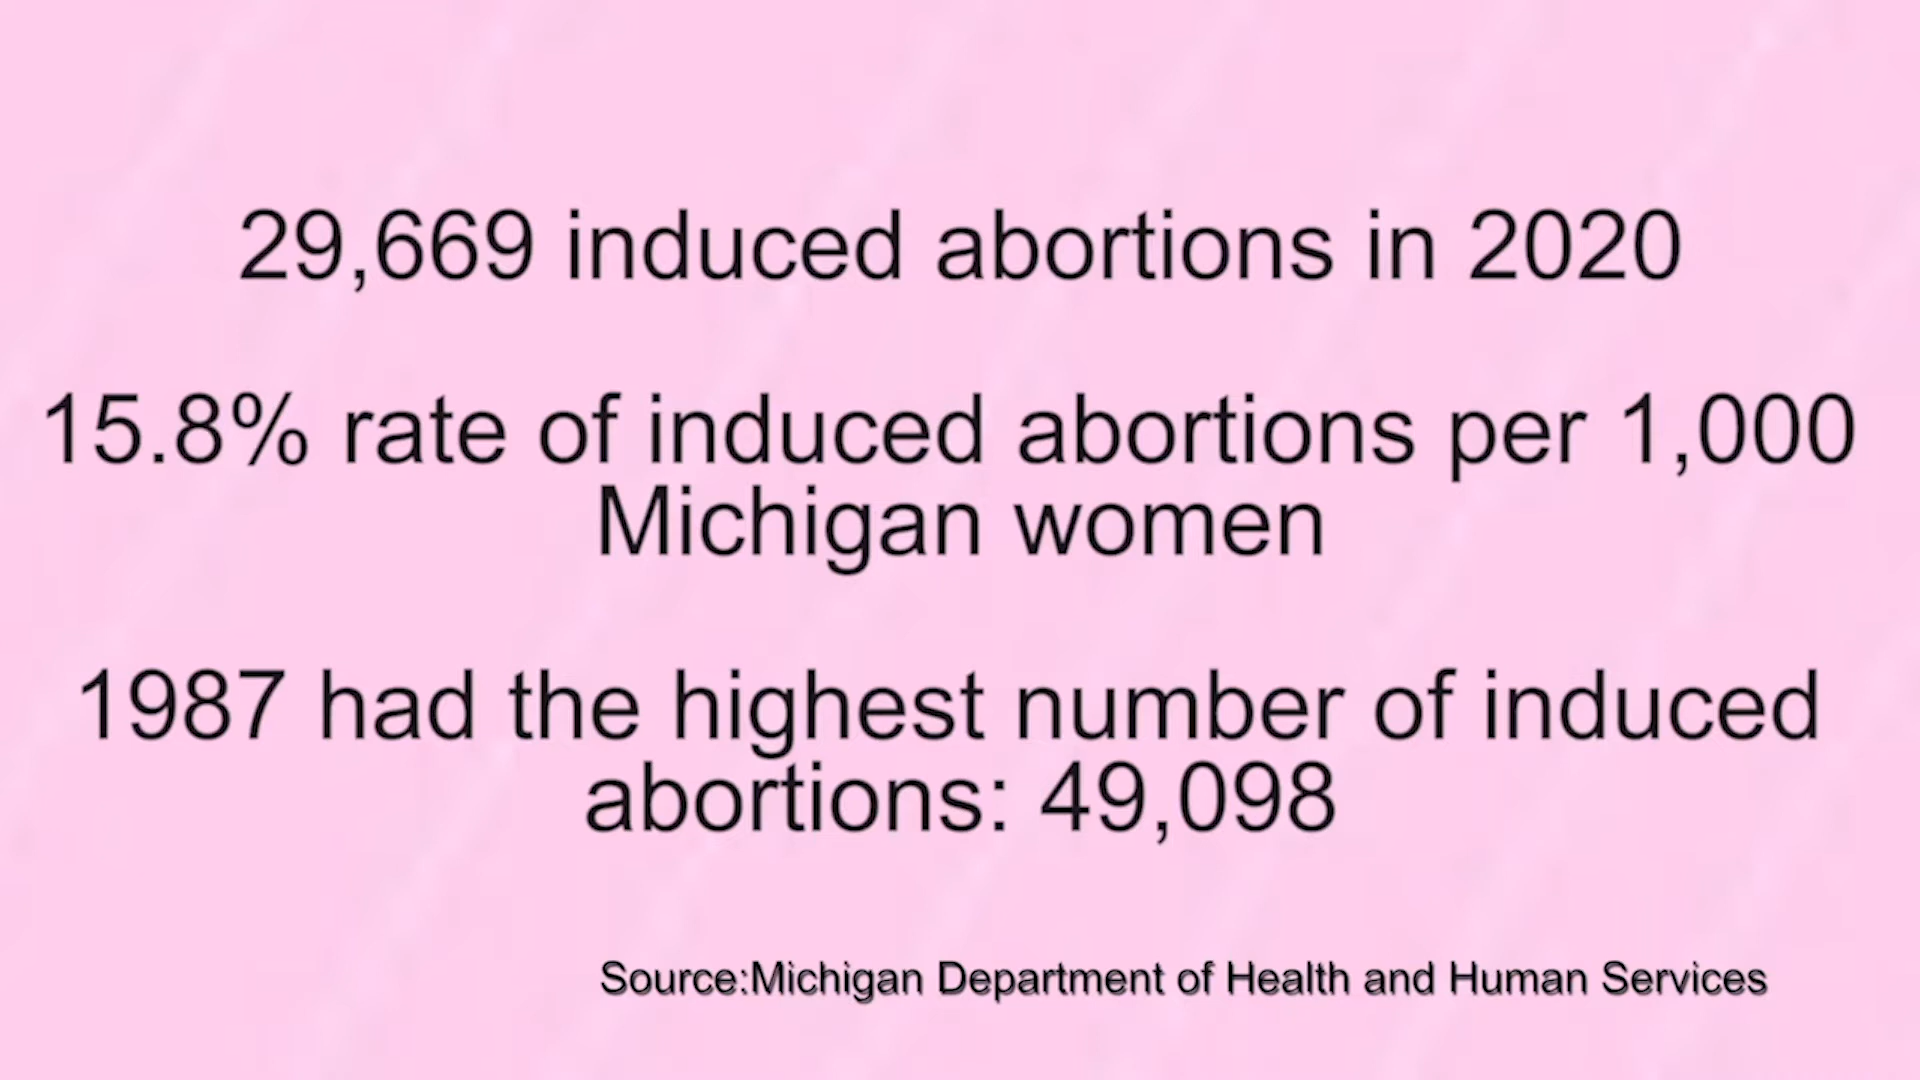 29,669 induced abortions in 2020
15.8% rate of induced abortions per 1,000
Michigan women
1987 had the highest number of induced
abortions: 49,098
Source:Michigan Department of Health and Human Services